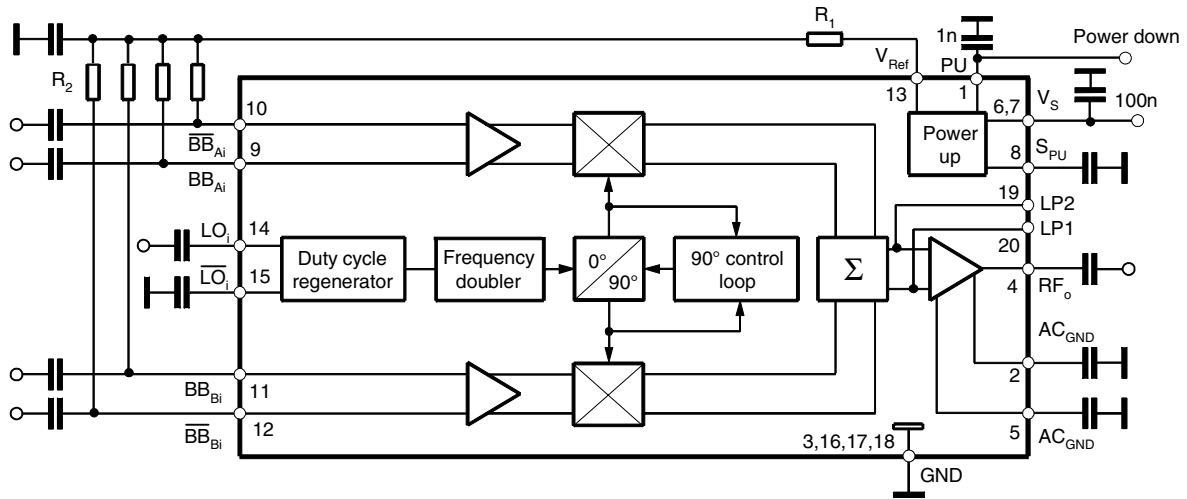 R1
1n
Power down
R2
VRef
PU
13
1
6,7
VS
100n
10
BBAi
9
BBAi
Power
up
8
SPU
19
LP2
LP1
20
LOi
14
LOi
15
Duty cycle
regenerator
Frequency
doubler
0°
90°
90° control
loop
Σ
4
RFo
ACGND
2
BBBi
11
BBBi
12
5
ACGND
3,16,17,18
GND